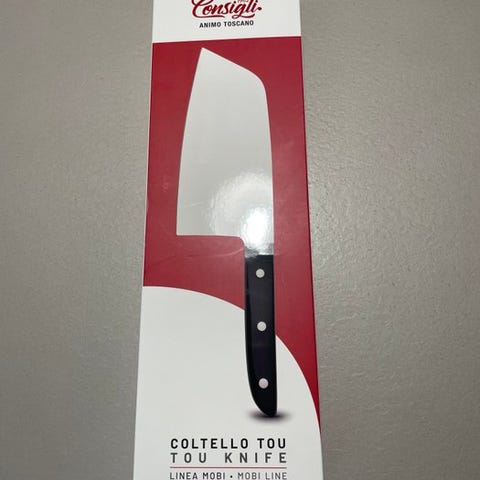 Consigli
ANIMO TOSCANO
COLTELLO TOU
TOU KNIFE
LINEA MOBI • MOBI LINE